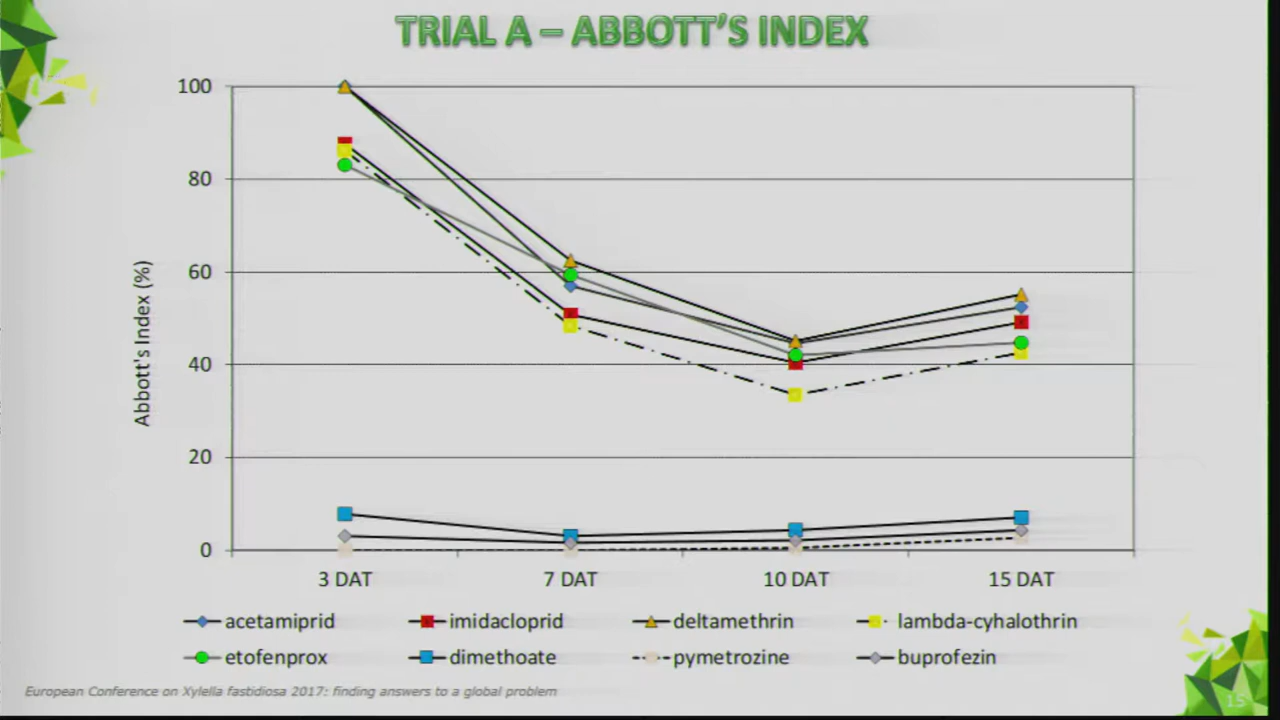 TRIAL A – ABBOTT'S INDEX
100
80
60
40
20
0
Abbott's Index (%)
3 DAT
7 DAT
10 DAT
15 DAT
acetamiprid
imidacloprid
deltamethrin
lambda-cyhalothrin
etofenprox
dimethoate
pymetrozine
buprofezin
European Conference on Xylella fastidiosa 2017: finding answers to a global problem
15